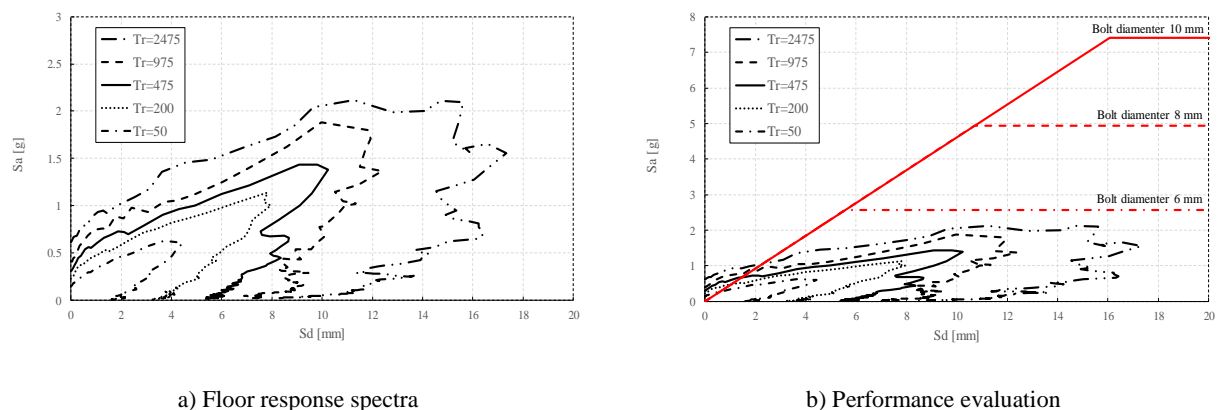 3
2.5
2
1.5
1
0.5
0
Sa [g]
Tr=2475
Tr=975
Tr=475
Tr=200
Tr=50
0 2 4 6 8 10 12 14 16 18 20
Sd [mm]
a) Floor response spectra
8
7
6
5
4
3
2
1
0
Sa [g]
Tr=2475
Tr=975
Tr=475
Tr=200
Tr=50
Bolt diamenter 10 mm
Bolt diamenter 8 mm
Bolt diamenter 6 mm
0 2 4 6 8 10 12 14 16 18 20
Sd [mm]
b) Performance evaluation